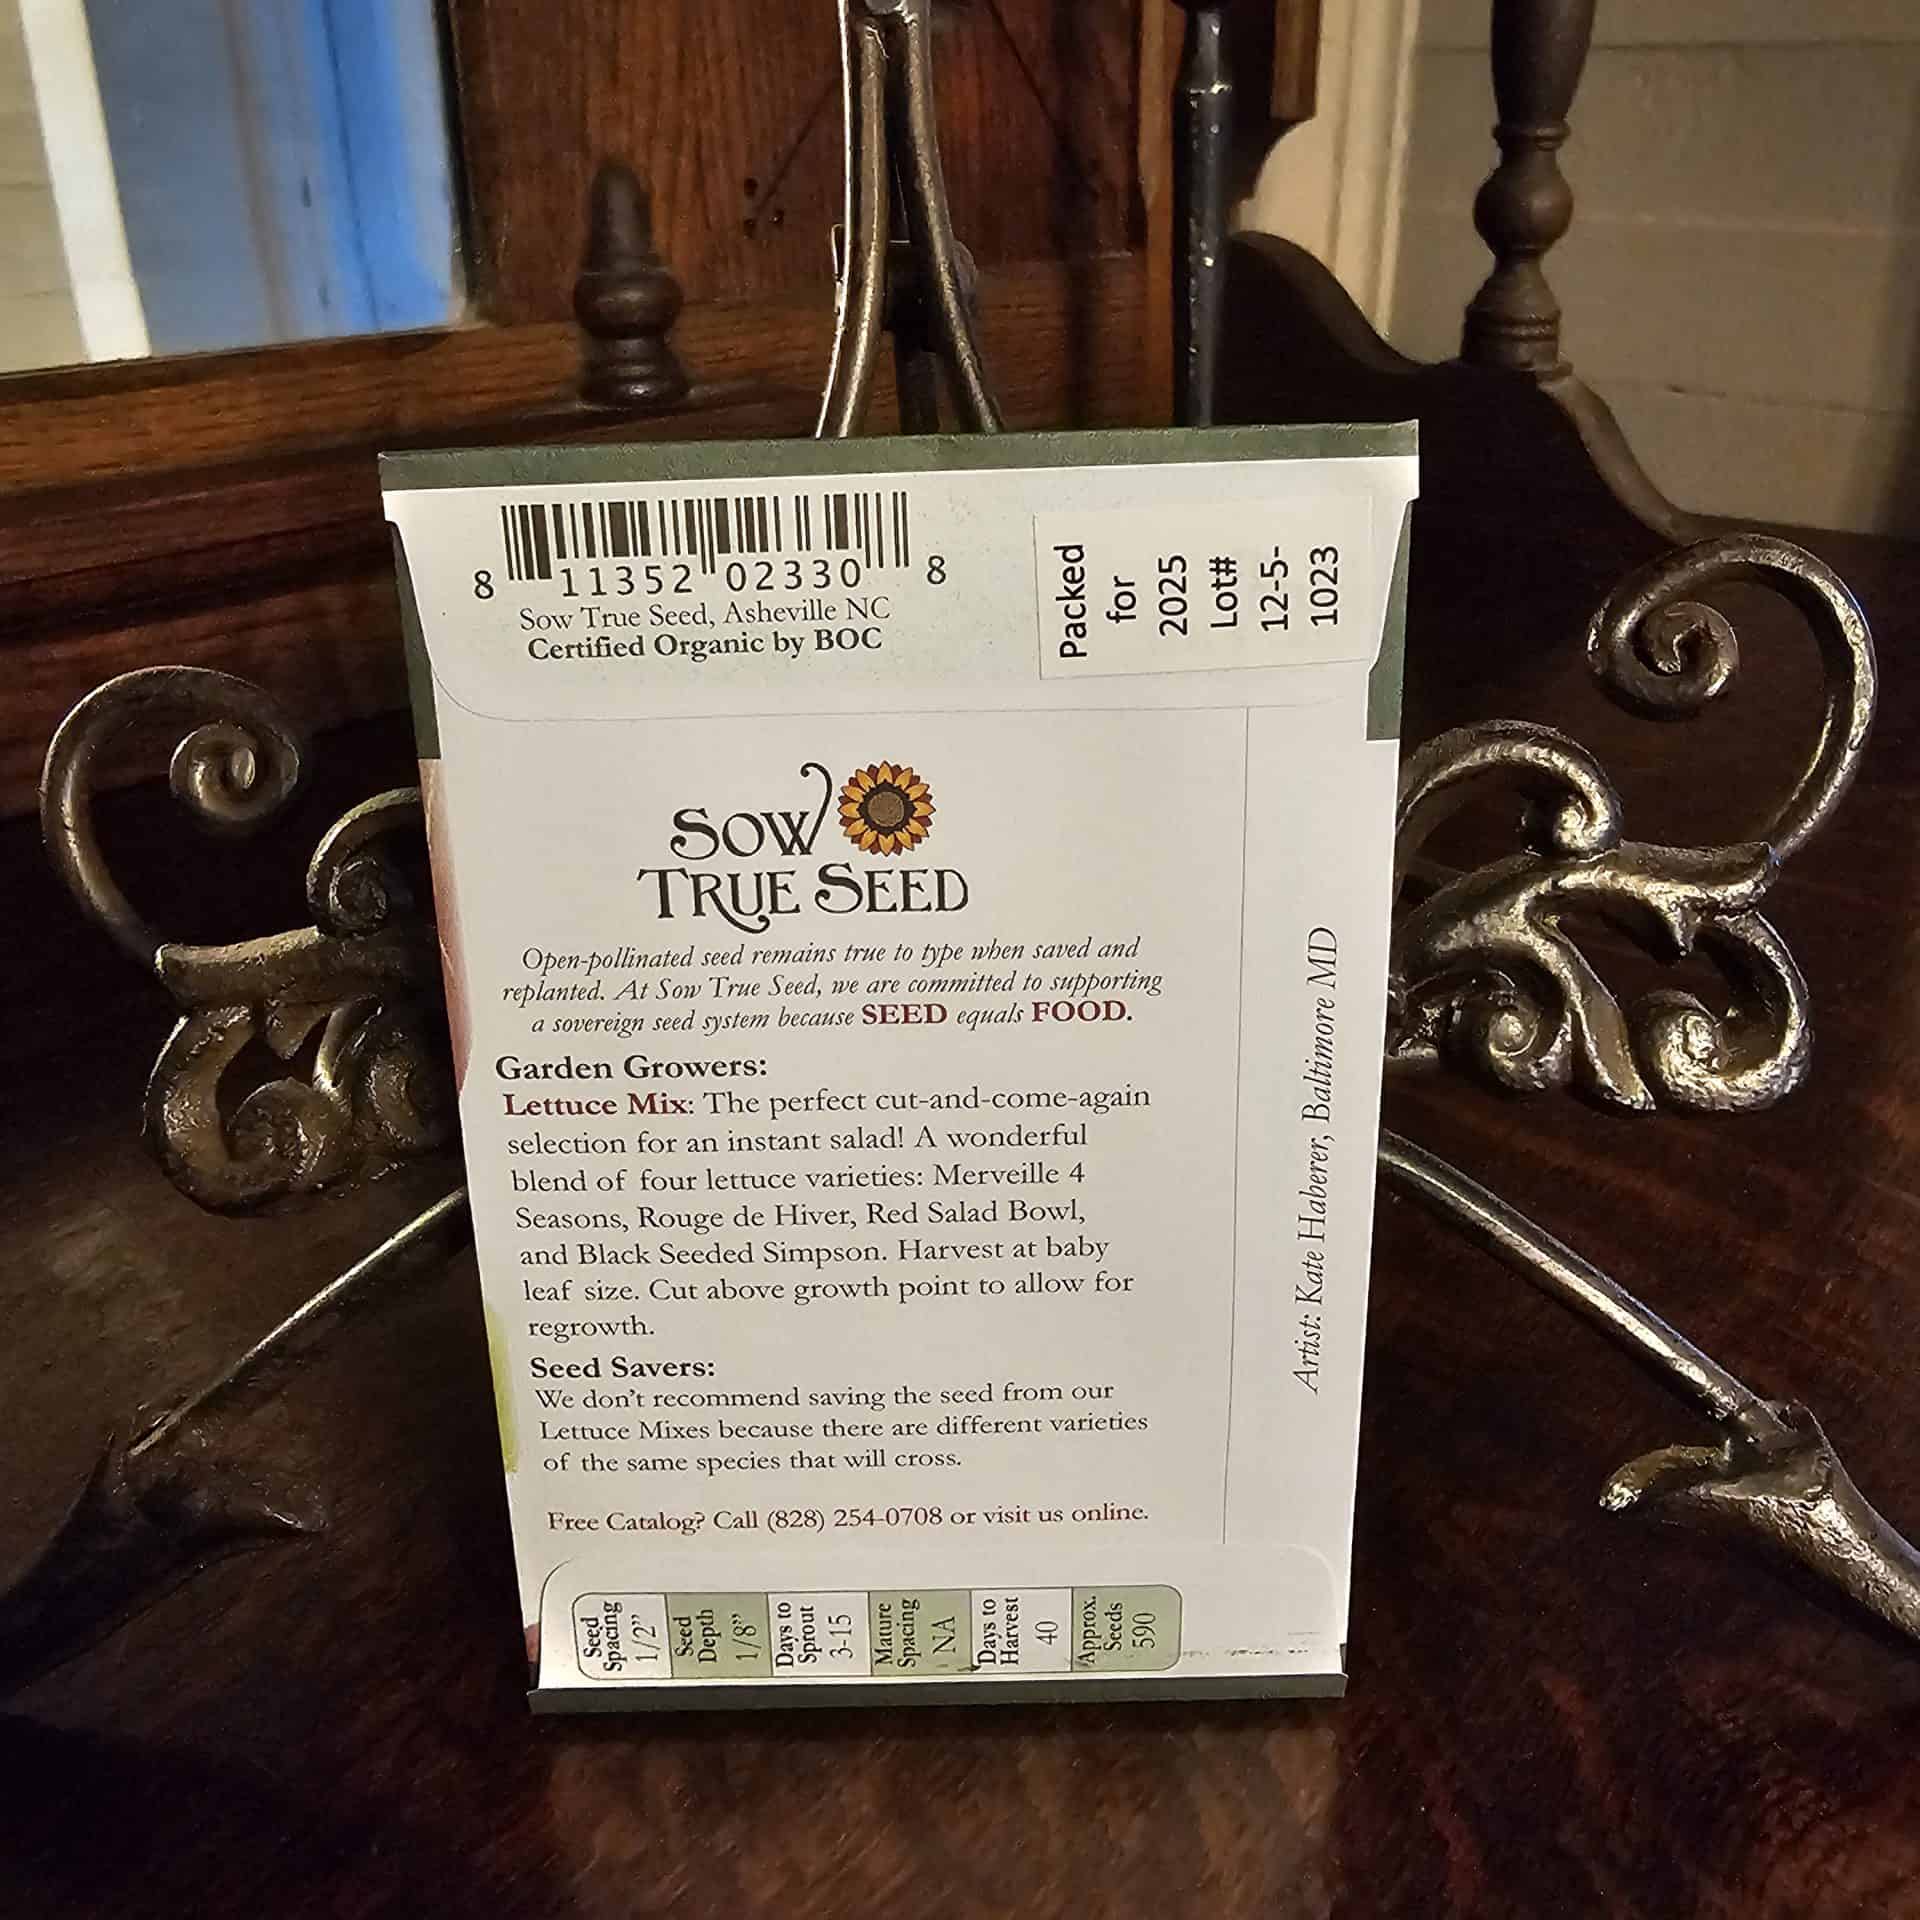 8 11352 02330 8
Sow True Seed, Asheville NC
Certified Organic by BOC
Packed
for
2025
Lot#
12-5-
1023
SOW
TRUE SEED
Open-pollinated seed remains true to type when saved and
replanted. At Sow True Seed, we are committed to supporting
a sovereign seed system because SEED equals FOOD.
Garden Growers:
Lettuce Mix: The perfect cut-and-come-again
selection for an instant salad! A wonderful
blend of four lettuce varieties: Merveille 4
Seasons, Rouge de Hiver, Red Salad Bowl,
and Black Seeded Simpson. Harvest at baby
leaf size. Cut above growth point to allow for
regrowth.
Seed Savers:
We don't recommend saving the seed from our
Lettuce Mixes because there are different varieties
of the same species that will cross.
Free Catalog? Call (828) 254-0708 or visit us online.
Artist: Kate Haberer, Baltimore MD
Seed
Spacing
1/2"
Seed
Depth
1/8"
Days to
Sprout
3-15
Mature
Spacing
NA
Days to
Harvest
40
Approx.
Seeds
590